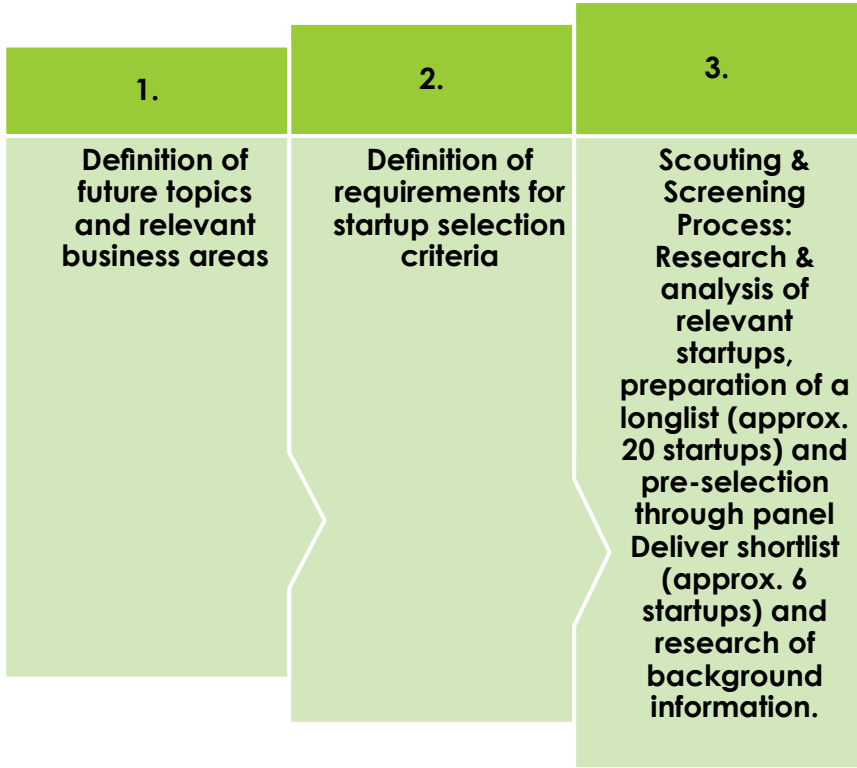 1.
Definition of
future topics
and relevant
business areas
2.
Definition of
requirements for
startup selection
criteria
3.
Scouting &
Screening
Process:
Research &
analysis of
relevant
startups,
preparation of a
longlist (approx.
20 startups) and
pre-selection
through panel
Deliver shortlist
(approx. 6
startups) and
research of
background
information.